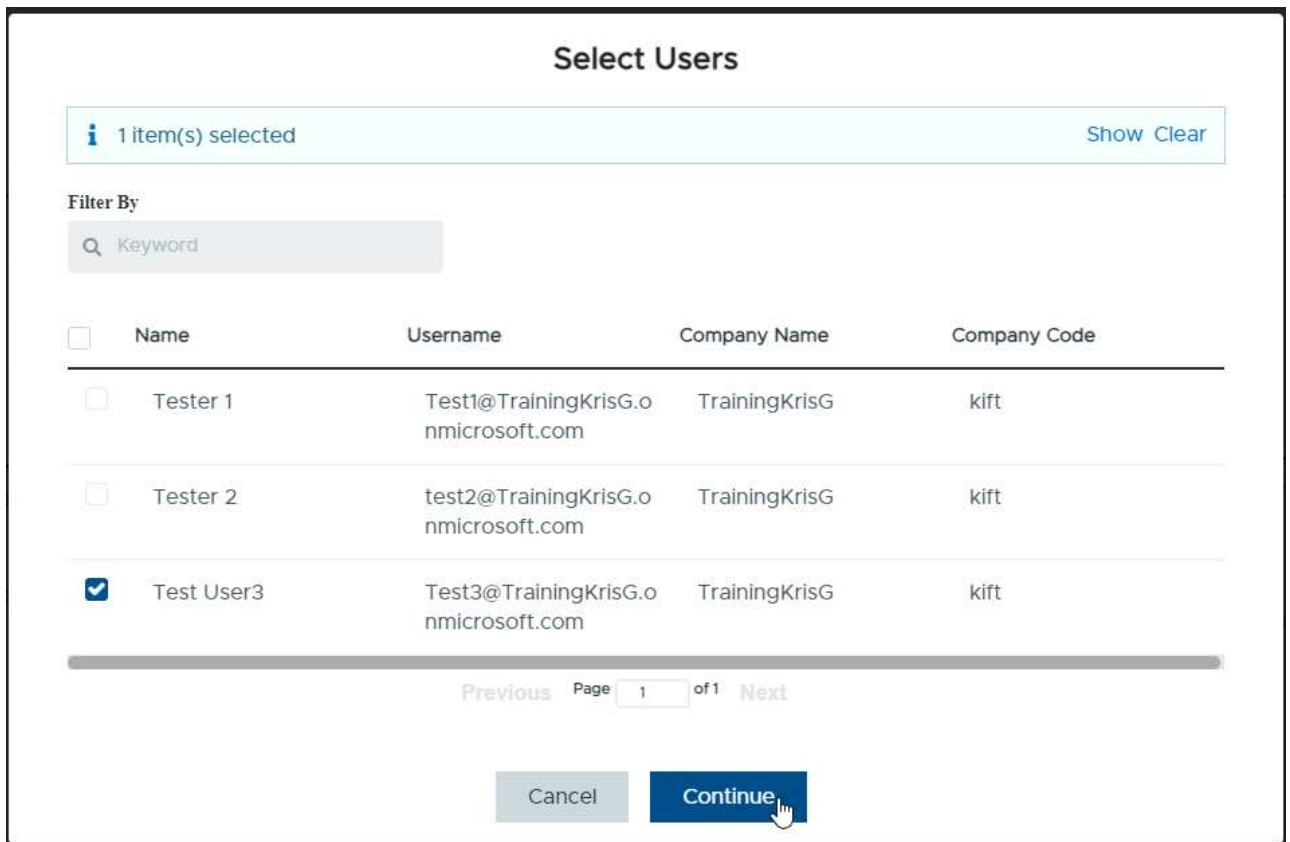 Select Users
1 item(s) selected
Show Clear
Filter By
Keyword
Name Username Company Name Company Code
Tester 1 Test1@TrainingKrisG.o TrainingKrisG kift
nmicrosoft.com
Tester 2 test2@TrainingKrisG.o TrainingKrisG kift
nmicrosoft.com
Test User3 Test3@TrainingKrisG.o TrainingKrisG kift
nmicrosoft.com
Previous Page 1 of 1 Next
Cancel Continue